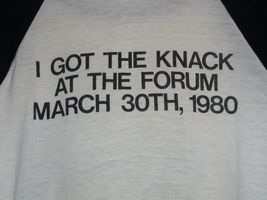 I GOT THE KNACK
AT THE FORUM
MARCH 30TH, 1980